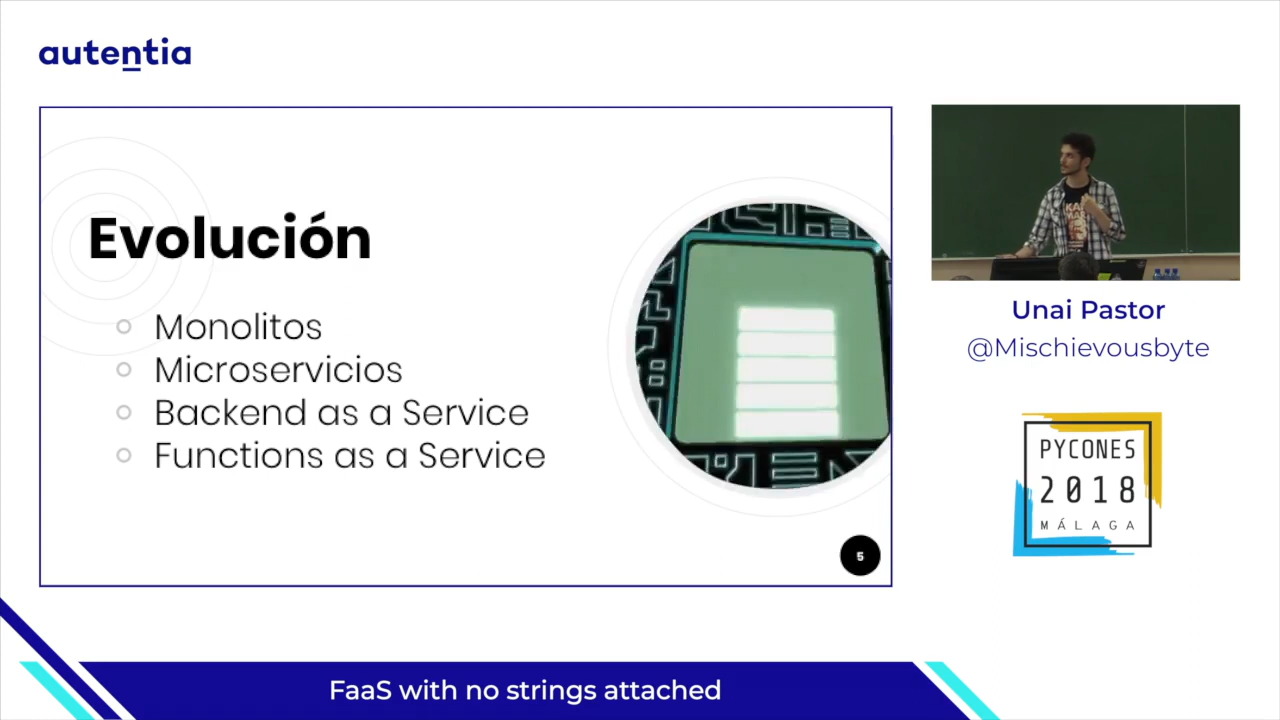 autentia
Evolución
Monolitos
Microservicios
Backend as a Service
Functions as a Service
5
Unai Pastor
@Mischievousbyte
PYCONES
2018
MÁLAGA
FaaS with no strings attached